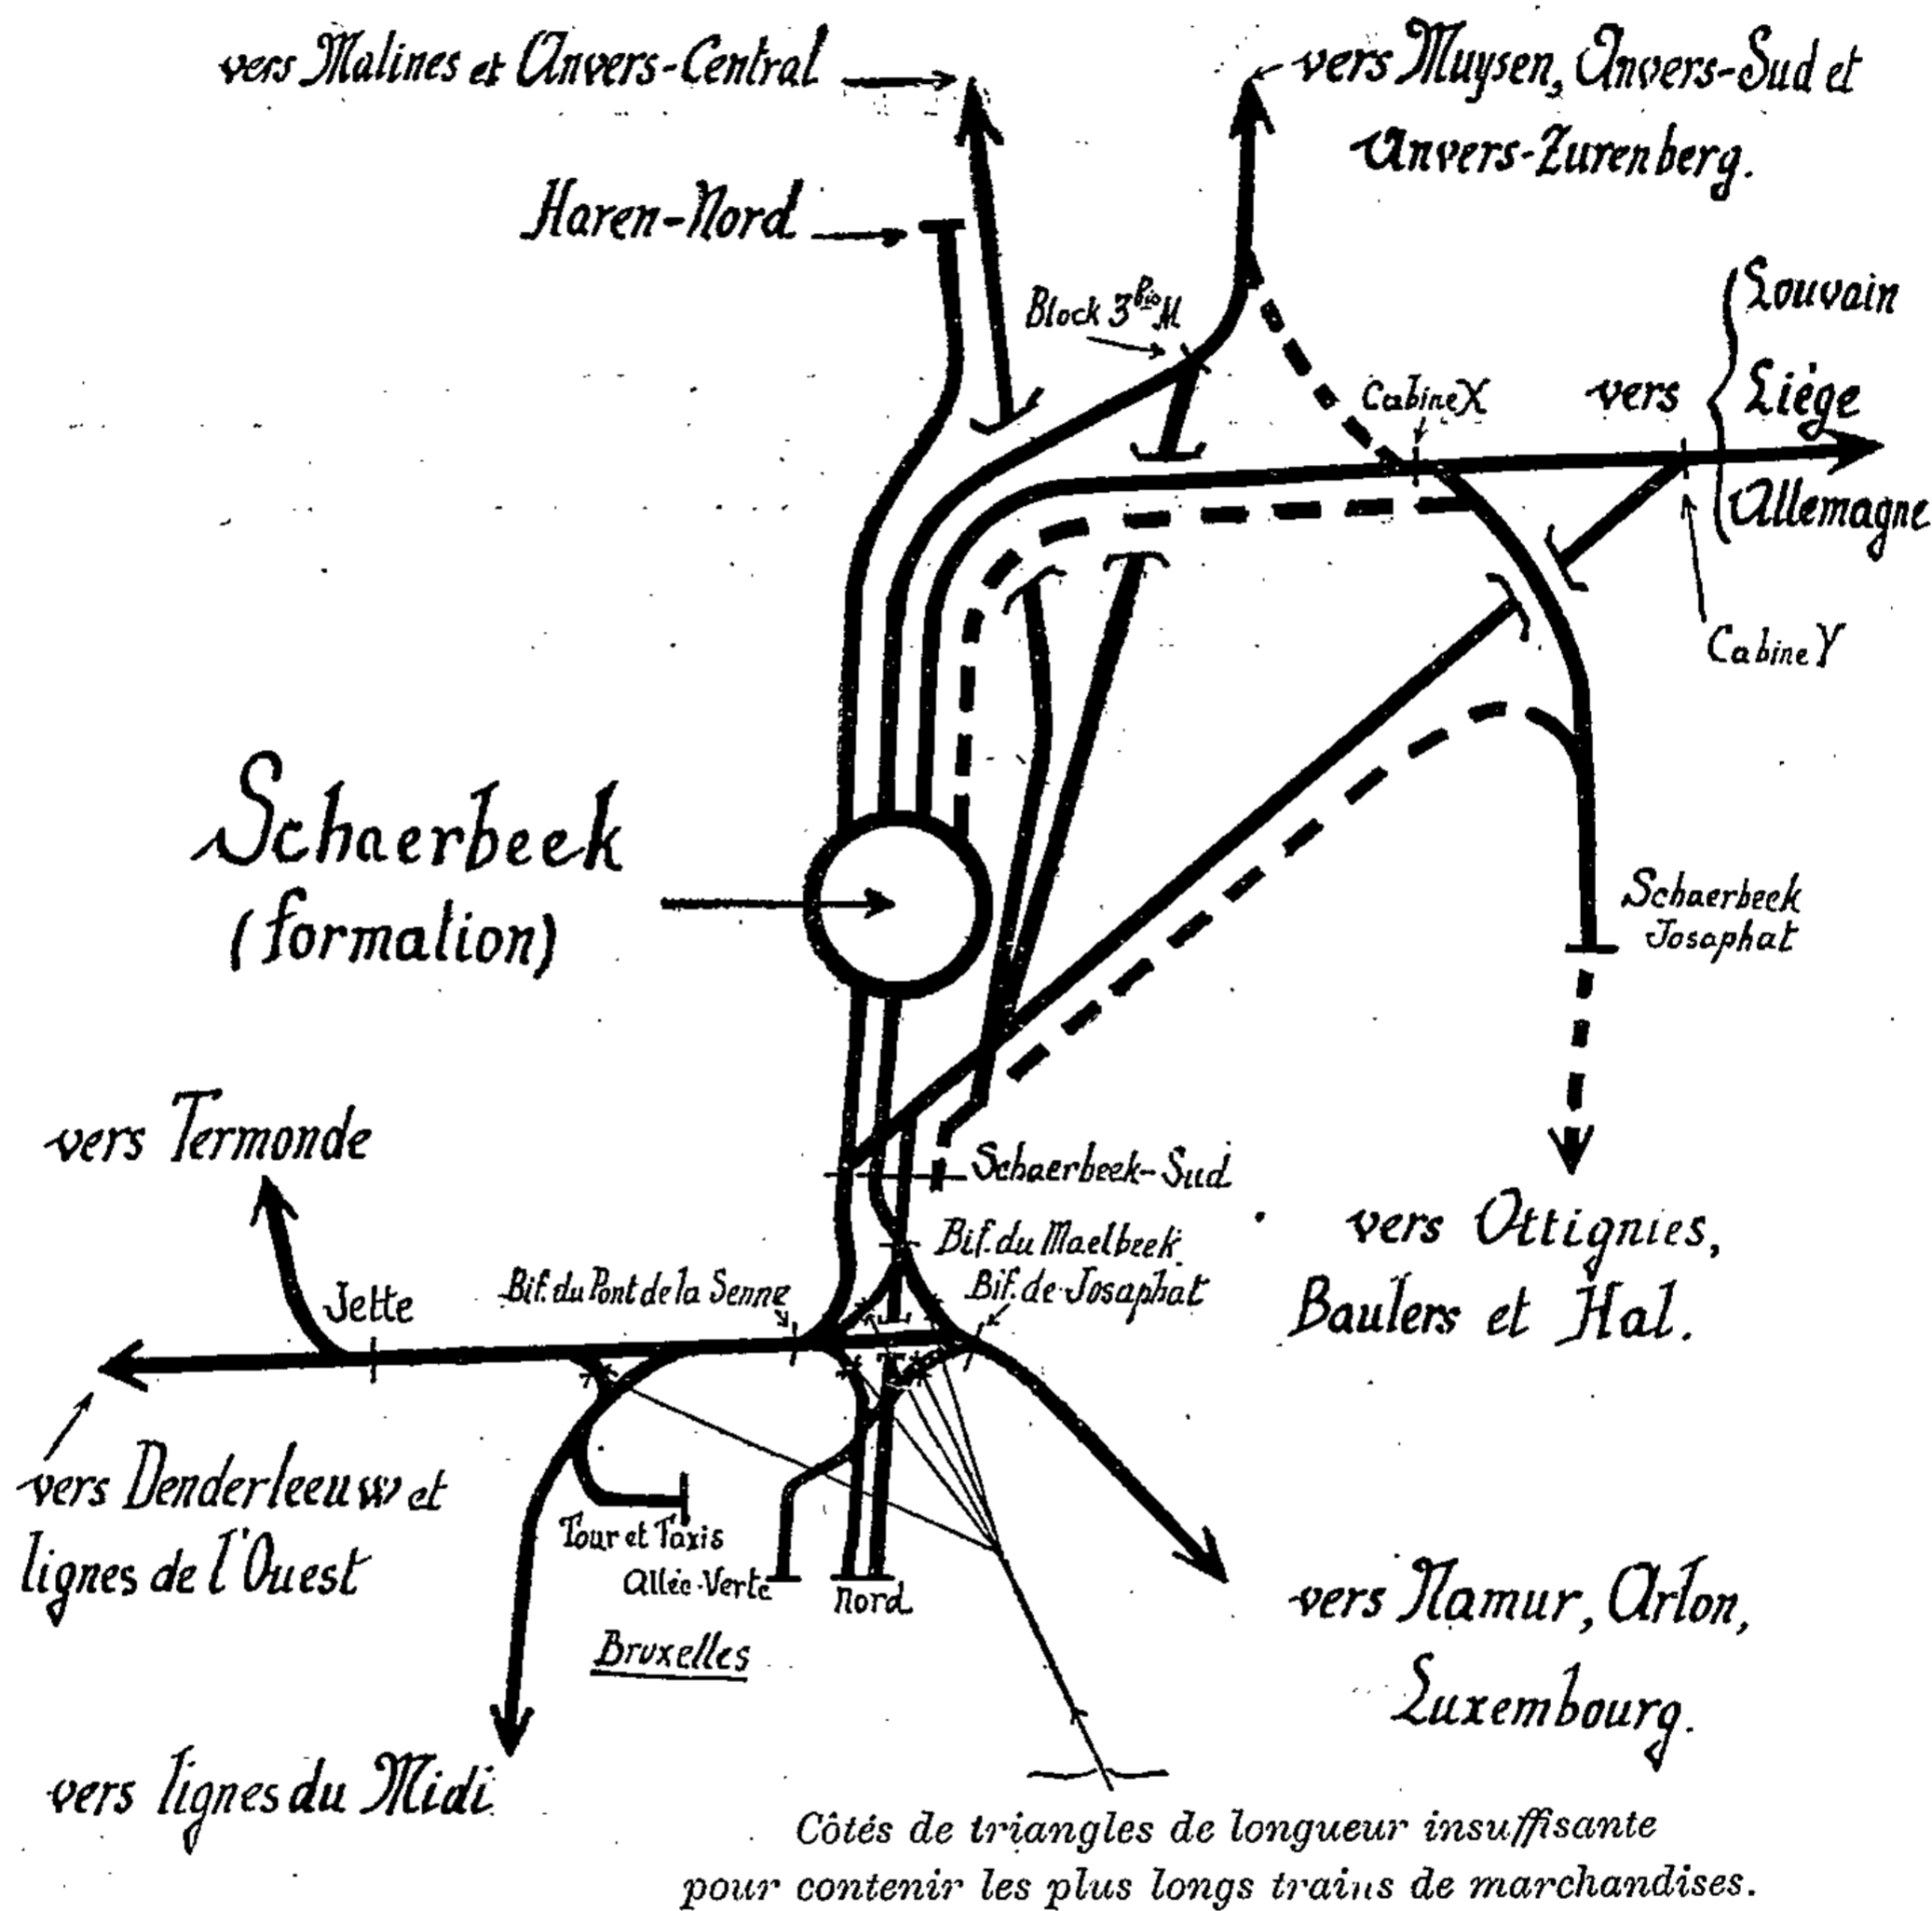 vers Malines et Anvers-Central
vers Muysen, Anvers-Sud et
Anvers-Zurenberg.
Haren-Nord
Block 3bis M
Louvain
Cabine X
vers
Liége
Allemagne
Cabine Y
Schaerbeek
(formation)
Schaerbeek
Josaphat
vers Termonde
Schaerbeek-Sud
vers Ottignies,
Baulers et Hal.
Bif. du Maelbeek
Bif. du Pont de la Senne
Bif. de Josaphat
Jette
vers Denderleeuw et
lignes de l'Ouest
Tour et Taxis
Allée-Verte
Nord
Bruxelles
vers Namur, Arlon,
Luxembourg.
vers lignes du Midi
Côtés de triangles de longueur insuffisante
pour contenir les plus longs trains de marchandises.